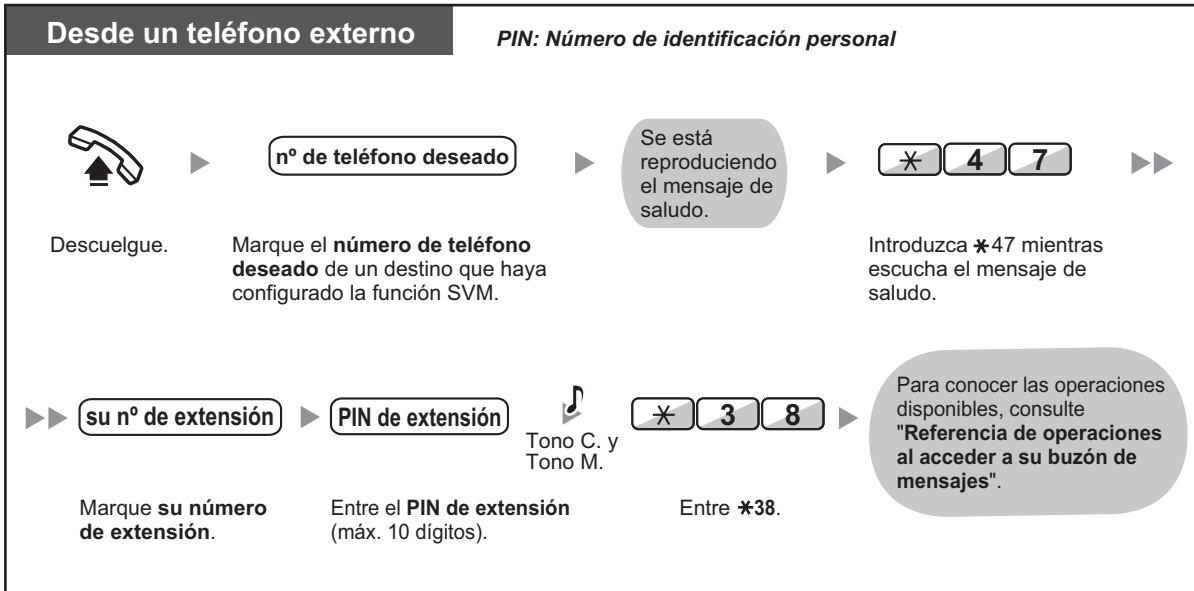 Desde un teléfono externo
PIN: Número de identificación personal
nº de teléfono deseado
Se está
reproduciendo
el mensaje de
saludo.
* 4 7
Descuelgue.
Marque el número de teléfono
deseado de un destino que haya
configurado la función SVM.
Introduzca *47 mientras
escucha el mensaje de
saludo.
su nº de extensión
PIN de extensión
Tono C. y
Tono M.
* 3 8
Para conocer las operaciones
disponibles, consulte
"Referencia de operaciones
al acceder a su buzón de
mensajes".
Marque su número
de extensión.
Entre el PIN de extensión
(máx. 10 dígitos).
Entre *38.